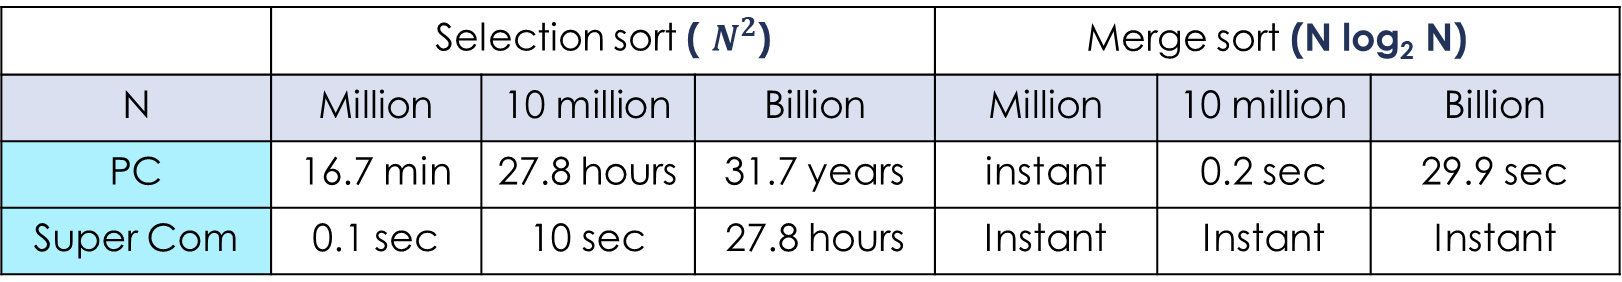 Selection sort ( N²) Merge sort (N log₂ N)
N Million 10 million Billion Million 10 million Billion
PC 16.7 min 27.8 hours 31.7 years instant 0.2 sec 29.9 sec
Super Com 0.1 sec 10 sec 27.8 hours Instant Instant Instant